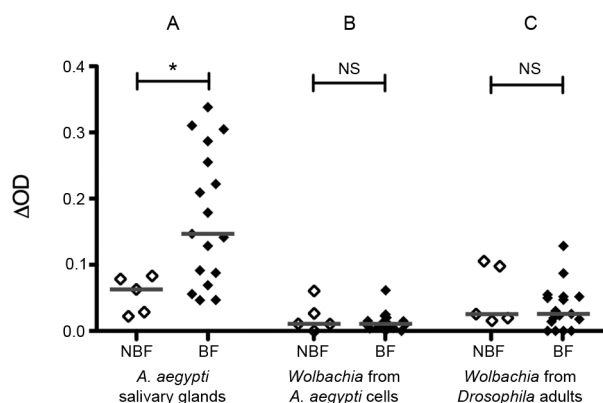 A B C
* NS NS
0.4
0.3
0.2
0.1
0.0
ΔOD
NBF BF NBF BF NBF BF
A. aegypti
salivary glands
Wolbachia from
A. aegypti cells
Wolbachia from
Drosophila adults